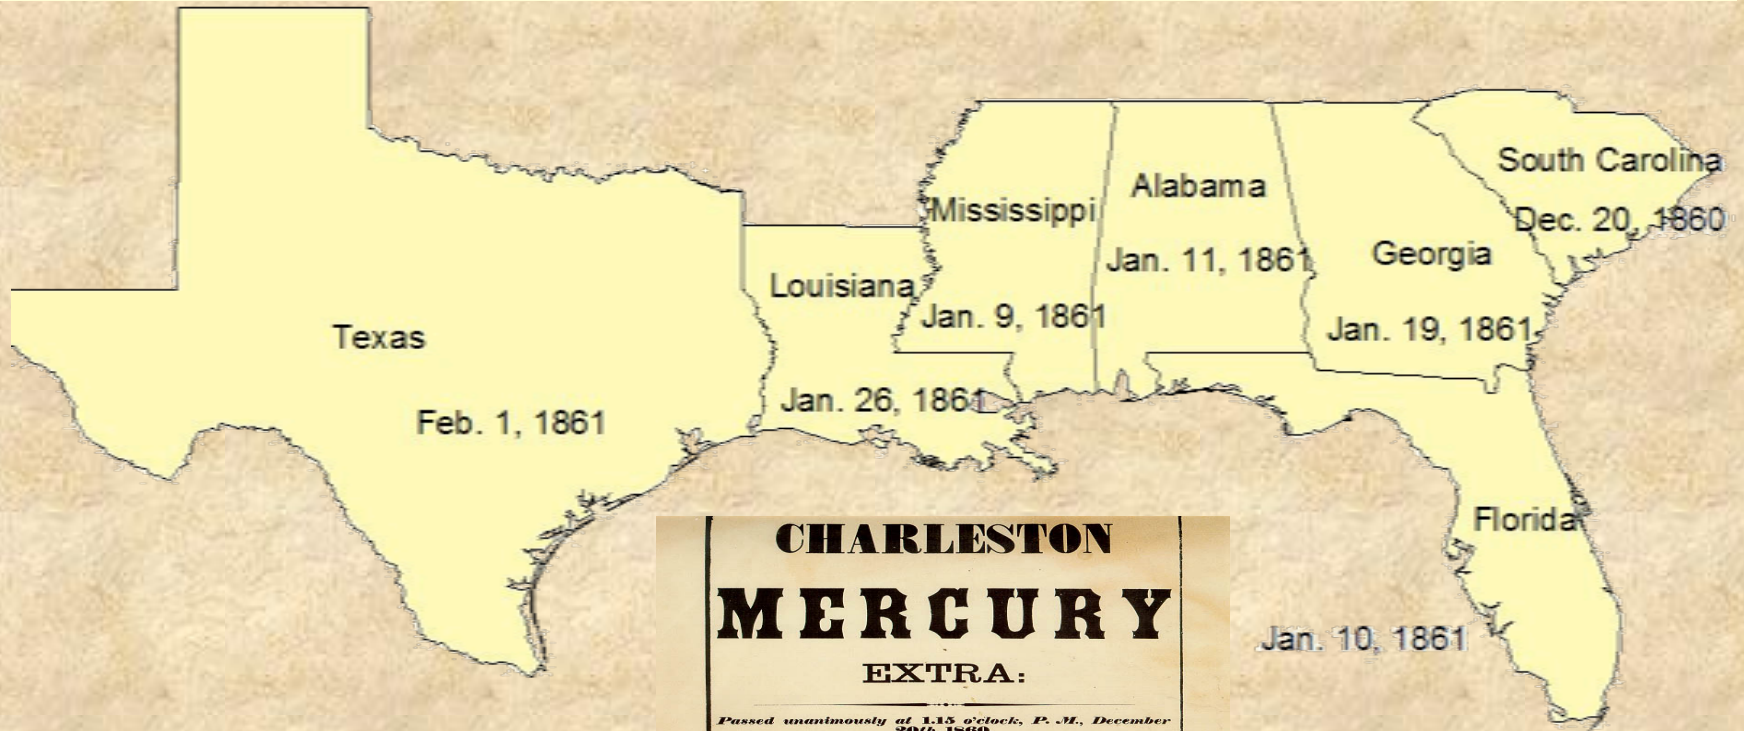 South Carolina
Dec. 20, 1860
Alabama
Mississippi
Georgia
Jan. 11, 1861
Louisiana
Jan. 9, 1861
Jan. 19, 1861
Texas
Jan. 26, 1861
Feb. 1, 1861
Florida
Jan. 10, 1861
CHARLESTON
MERCURY
EXTRA:
Passed unanimously at 1.15 o'clock, P. M., December
20th 1860